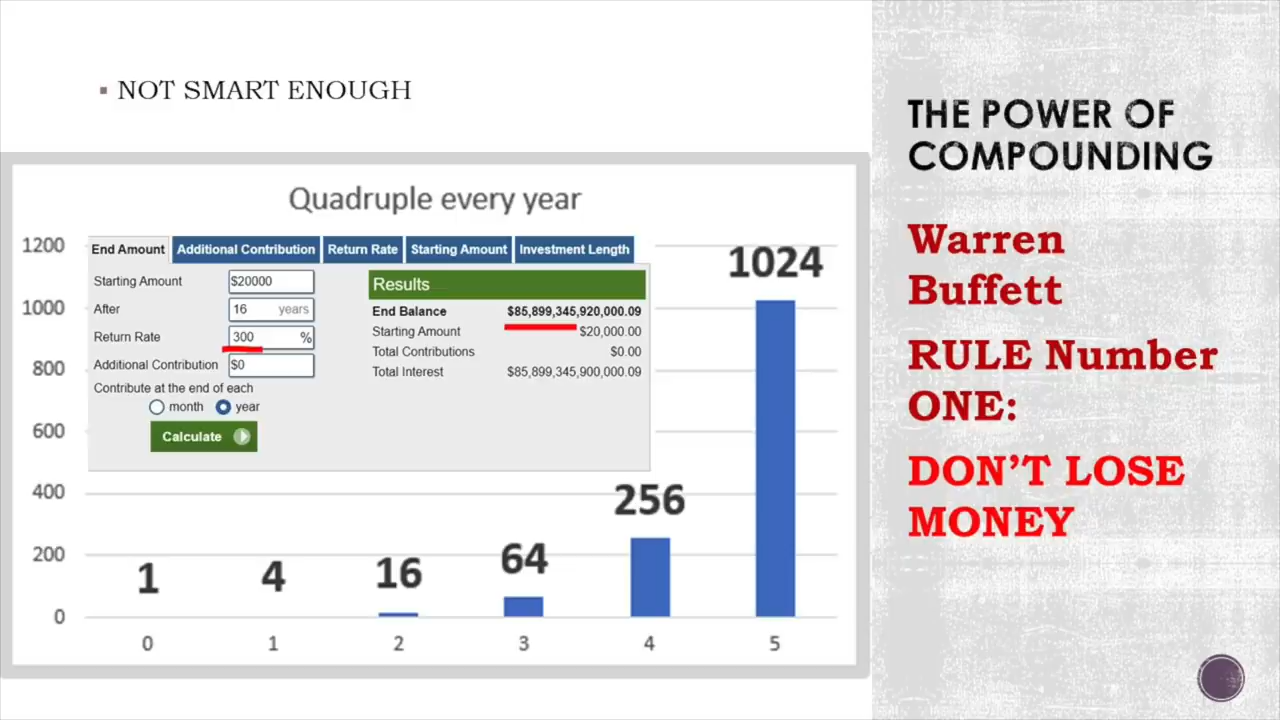 ▪ NOT SMART ENOUGH
Quadruple every year
1200
1000
800
600
400
200
0
End Amount Additional Contribution Return Rate Starting Amount Investment Length
Starting Amount $20000
After 16 years
Return Rate 300 %
Additional Contribution $0
Contribute at the end of each
month year
Calculate
Results
End Balance $85,899,345,920,000.09
Starting Amount $20,000.00
Total Contributions $0.00
Total Interest $85,899,345,900,000.09
1 4 16 64 256 1024
0 1 2 3 4 5
THE POWER OF
COMPOUNDING
Warren
Buffett
RULE Number
ONE:
DON’T LOSE
MONEY